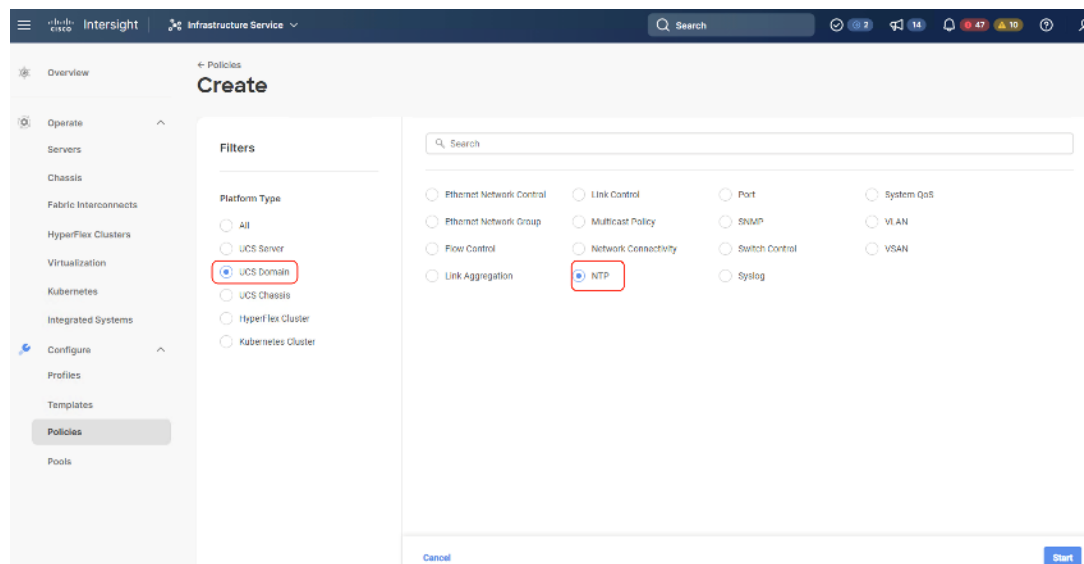 cisco Intersight Infrastructure Service Search 2 14 47 10
Overview
Operate
Servers
Chassis
Fabric Interconnects
HyperFlex Clusters
Virtualization
Kubernetes
Integrated Systems
Configure
Profiles
Templates
Policies
Pools
← Policies
Create
Filters
Platform Type
All
UCS Server
UCS Domain
UCS Chassis
HyperFlex Cluster
Kubernetes Cluster
Search
Ethernet Network Control Link Control Port System QoS
Ethernet Network Group Multicast Policy SNMP VLAN
Flow Control Network Connectivity Switch Control VSAN
Link Aggregation NTP Syslog
Cancel Start